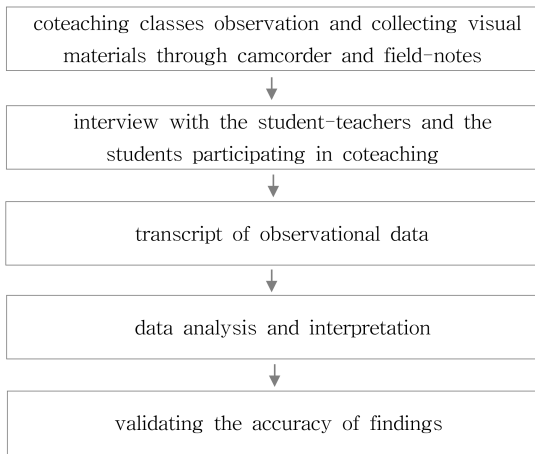 coteaching classes observation and collecting visual
materials through camcorder and field-notes
interview with the student-teachers and the
students participating in coteaching
transcript of observational data
data analysis and interpretation
validating the accuracy of findings